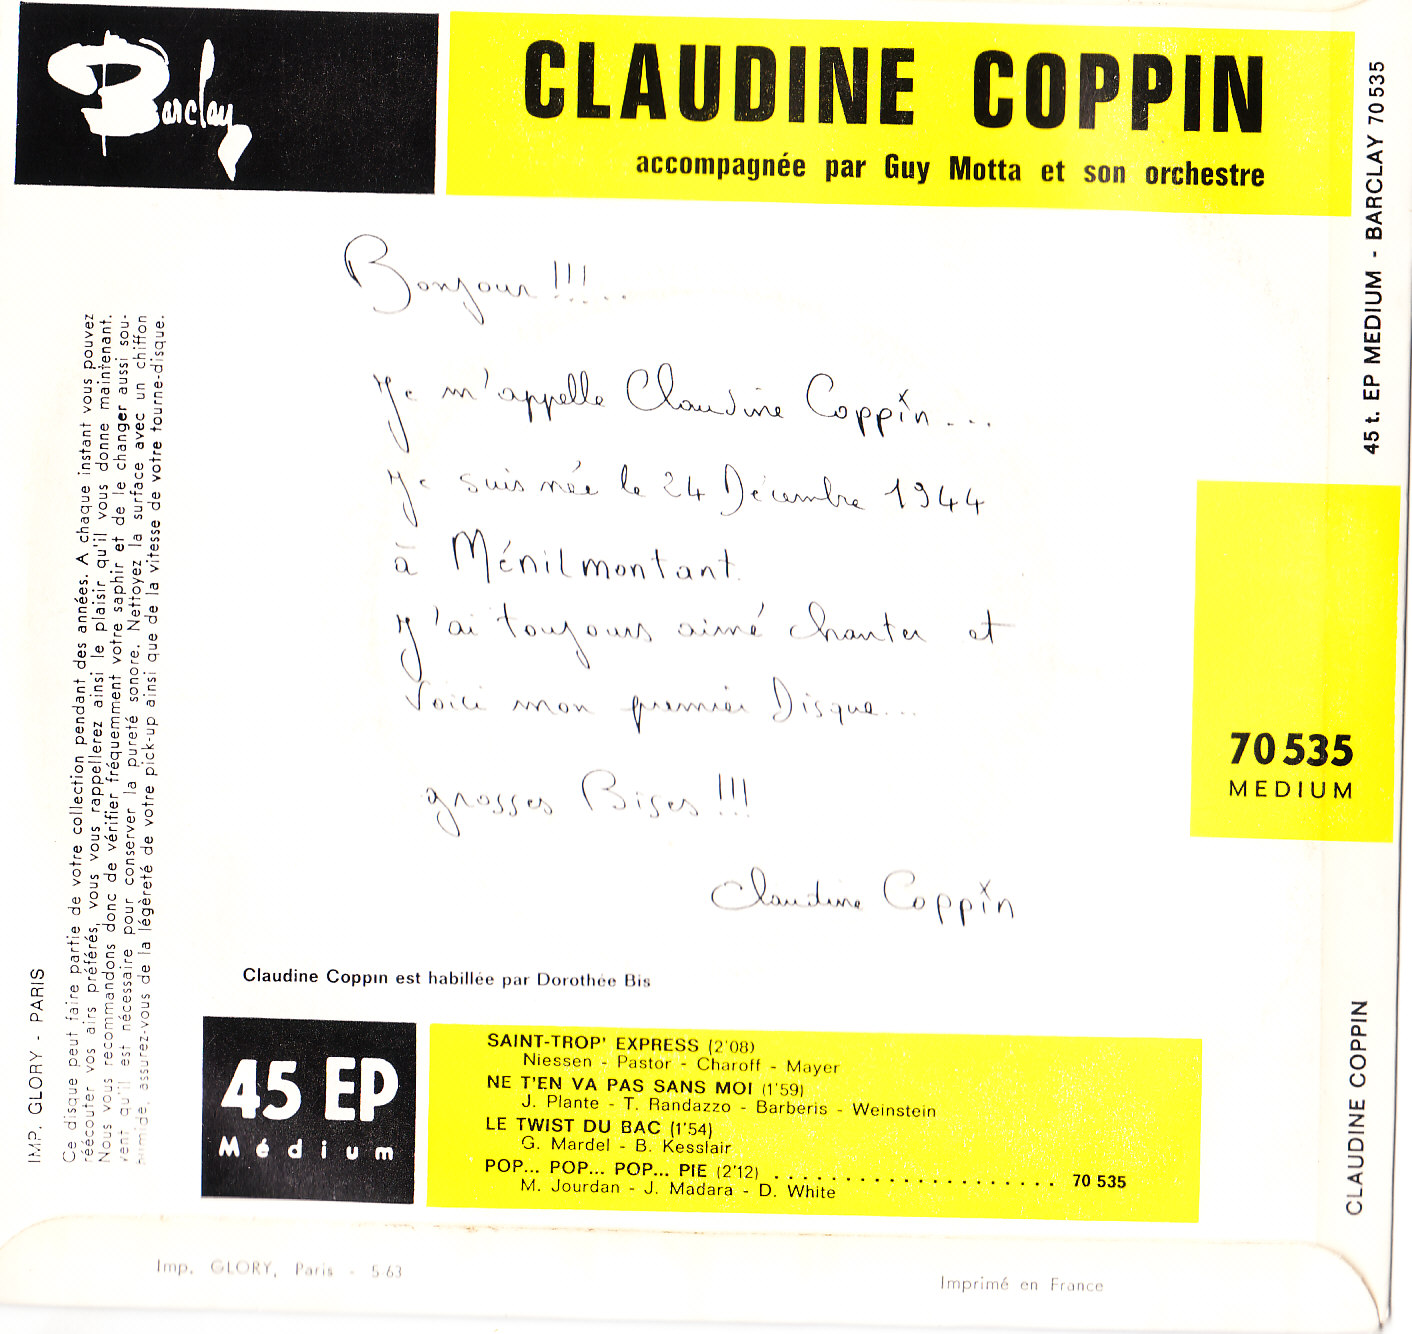 Barclay
CLAUDINE COPPIN
accompagnée par Guy Motta et son orchestre
45 t. EP MEDIUM - BARCLAY 70 535
Bonjour !!!...
Je m'appelle Claudine Coppin...
Je suis née le 24 Décembre 1944
à Ménilmontant.
J'ai toujours aimé chanter et
Voici mon premier Disque...
grosses Bises !!!
Claudine Coppin
70 535
MEDIUM
Claudine Coppin est habillée par Dorothée Bis
IMP. GLORY - PARIS
Ce disque peut faire partie de votre collection pendant des années. A chaque instant vous pouvez
réécouter vos airs préférés, vous vous rappellerez ainsi le plaisir qu'il vous donne maintenant.
Nous vous recommandons donc de vérifier fréquemment votre saphir et de le changer aussi sou-
vent qu'il est nécessaire pour conserver la pureté sonore. Nettoyez la surface avec un chiffon
humide, assurez-vous de la légèreté de votre pick-up ainsi que de la vitesse de votre tourne-disque.
45 EP
Médium
SAINT-TROP' EXPRESS (2'08)
Niessen - Pastor - Charoff - Mayer
NE T'EN VA PAS SANS MOI (1'59)
J. Plante - T. Randazzo - Barberis - Weinstein
LE TWIST DU BAC (1'54)
G. Mardel - B. Kesslair
POP... POP... POP... PIE (2'12) .................... 70 535
M. Jourdan - J. Madara - D. White
CLAUDINE COPPIN
Imp. GLORY, Paris - 5-63
Imprimé en France